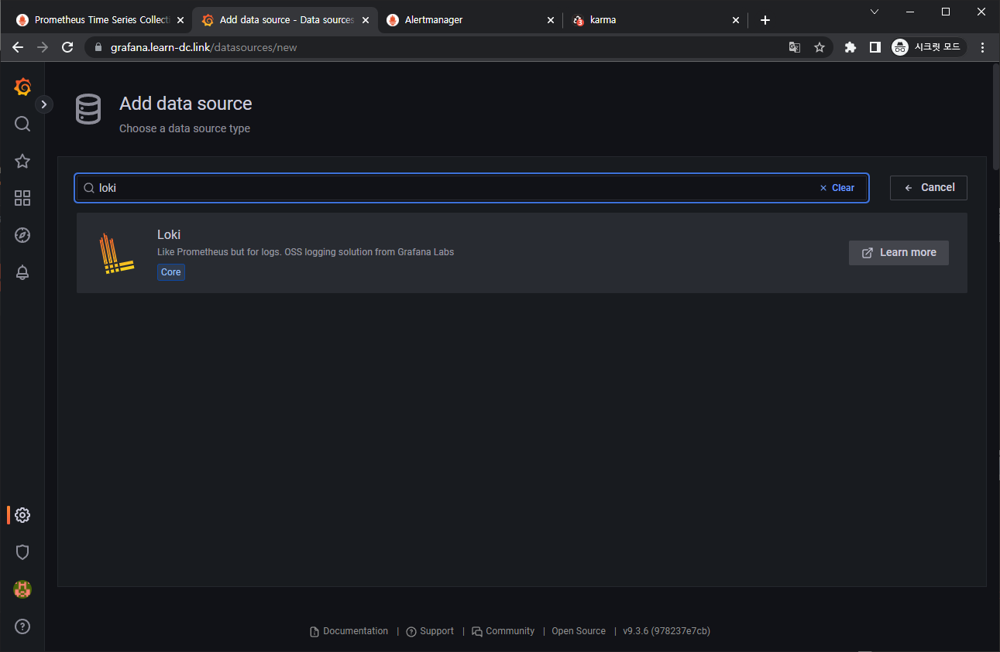 Prometheus Time Series Collecti
Add data source - Data sources
Alertmanager
karma
grafana.learn-dc.link/datasources/new
시크릿 모드
Add data source
Choose a data source type
loki
Clear
Cancel
Loki
Like Prometheus but for logs. OSS logging solution from Grafana Labs
Core
Learn more
Documentation | Support | Community | Open Source | v9.3.6 (978237e7cb)